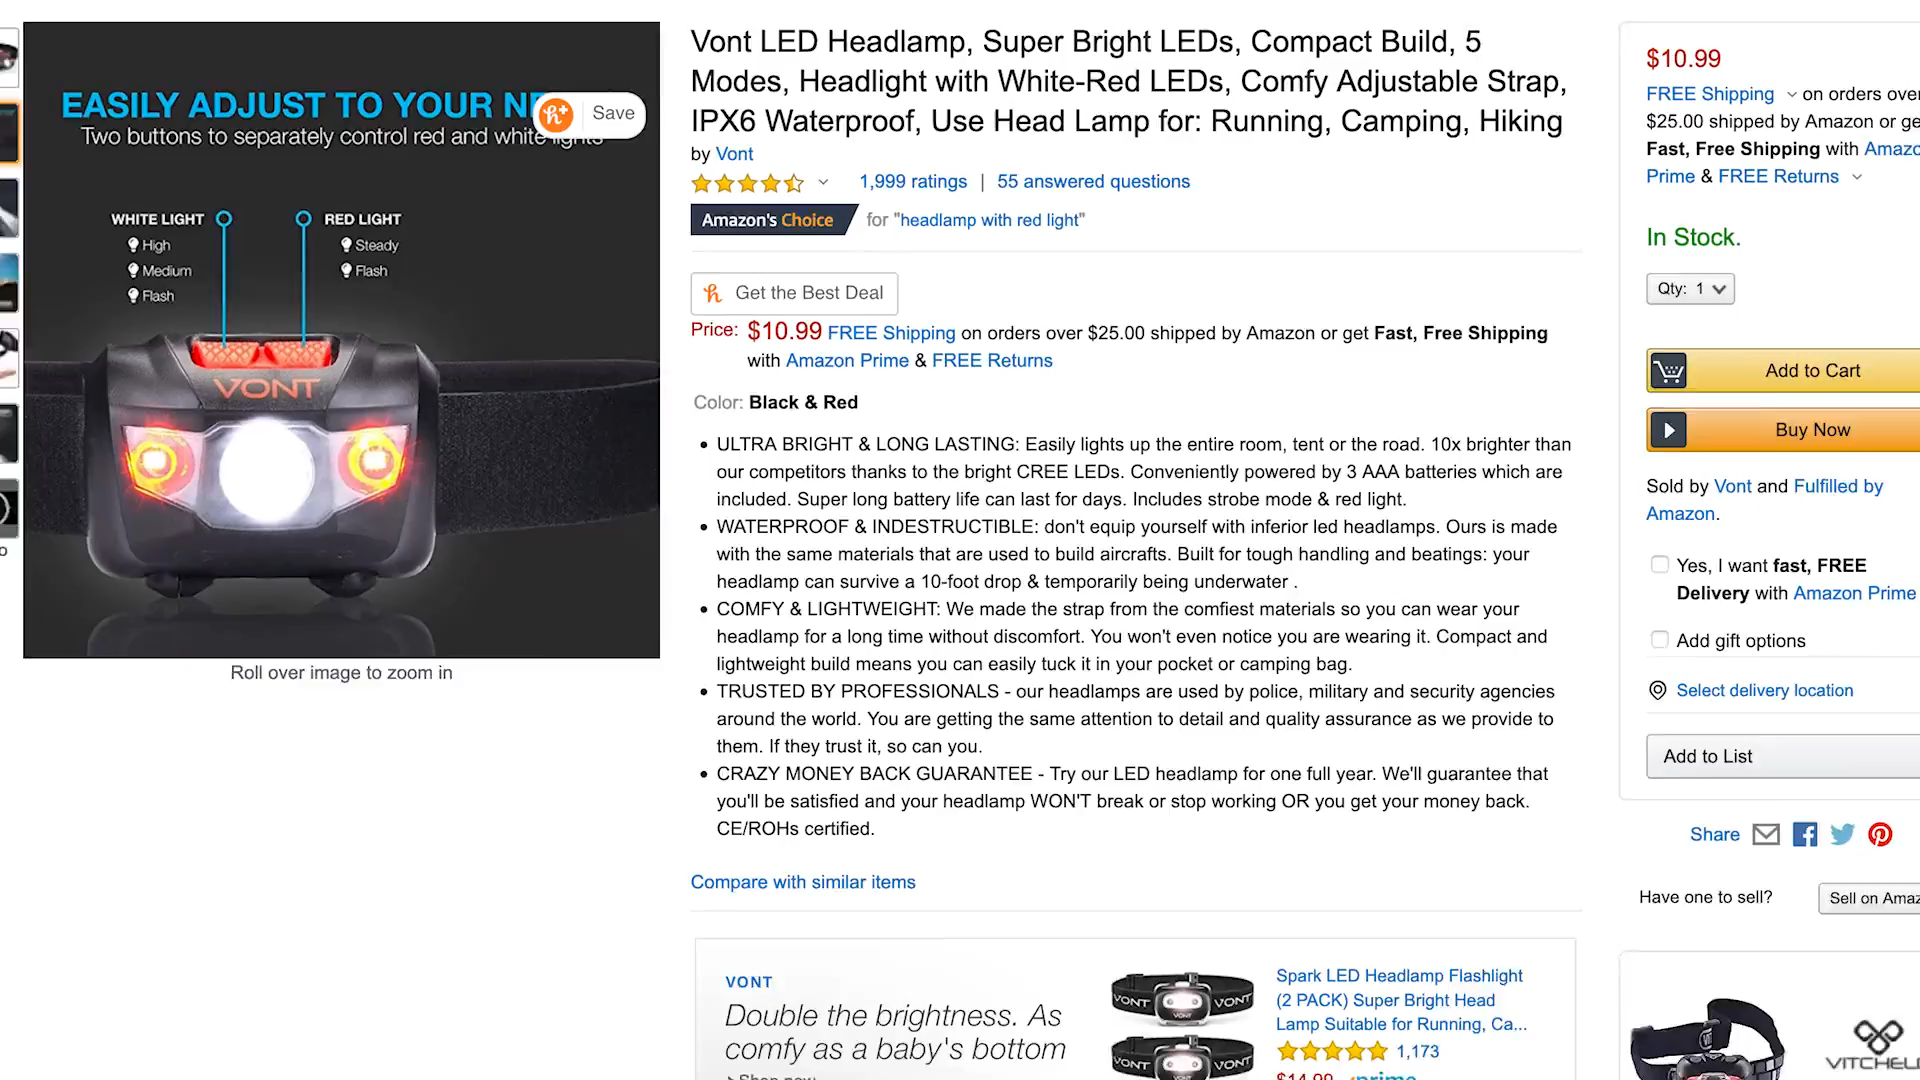 EASILY ADJUST TO YOUR
Two buttons to separately control red and white lights
Save
WHITE LIGHT
High
Medium
Flash
RED LIGHT
Steady
Flash
VONT
Roll over image to zoom in
Vont LED Headlamp, Super Bright LEDs, Compact Build, 5
Modes, Headlight with White-Red LEDs, Comfy Adjustable Strap,
IPX6 Waterproof, Use Head Lamp for: Running, Camping, Hiking
by Vont
1,999 ratings | 55 answered questions
Amazon's Choice for "headlamp with red light"
Get the Best Deal
Price: $10.99 FREE Shipping on orders over $25.00 shipped by Amazon or get Fast, Free Shipping
with Amazon Prime & FREE Returns
Color: Black & Red
• ULTRA BRIGHT & LONG LASTING: Easily lights up the entire room, tent or the road. 10x brighter than
our competitors thanks to the bright CREE LEDs. Conveniently powered by 3 AAA batteries which are
included. Super long battery life can last for days. Includes strobe mode & red light.
• WATERPROOF & INDESTRUCTIBLE: don't equip yourself with inferior led headlamps. Ours is made
with the same materials that are used to build aircrafts. Built for tough handling and beatings: your
headlamp can survive a 10-foot drop & temporarily being underwater .
• COMFY & LIGHTWEIGHT: We made the strap from the comfiest materials so you can wear your
headlamp for a long time without discomfort. You won't even notice you are wearing it. Compact and
lightweight build means you can easily tuck it in your pocket or camping bag.
• TRUSTED BY PROFESSIONALS - our headlamps are used by police, military and security agencies
around the world. You are getting the same attention to detail and quality assurance as we provide to
them. If they trust it, so can you.
• CRAZY MONEY BACK GUARANTEE - Try our LED headlamp for one full year. We'll guarantee that
you'll be satisfied and your headlamp WON'T break or stop working OR you get your money back.
CE/ROHs certified.
Compare with similar items
VONT
Double the brightness. As
comfy as a baby's bottom
Shop now
VONT VONT
VONT
VONT VONT
Spark LED Headlamp Flashlight
(2 PACK) Super Bright Head
Lamp Suitable for Running, Ca...
1,173
$14.99 prime
$10.99
FREE Shipping on orders over
$25.00 shipped by Amazon or get
Fast, Free Shipping with Amazon
Prime & FREE Returns
In Stock.
Qty: 1
Add to Cart
Buy Now
Sold by Vont and Fulfilled by
Amazon.
Yes, I want fast, FREE
Delivery with Amazon Prime
Add gift options
Select delivery location
Add to List
Share
Have one to sell?
Sell on Amaz
VITCHEL